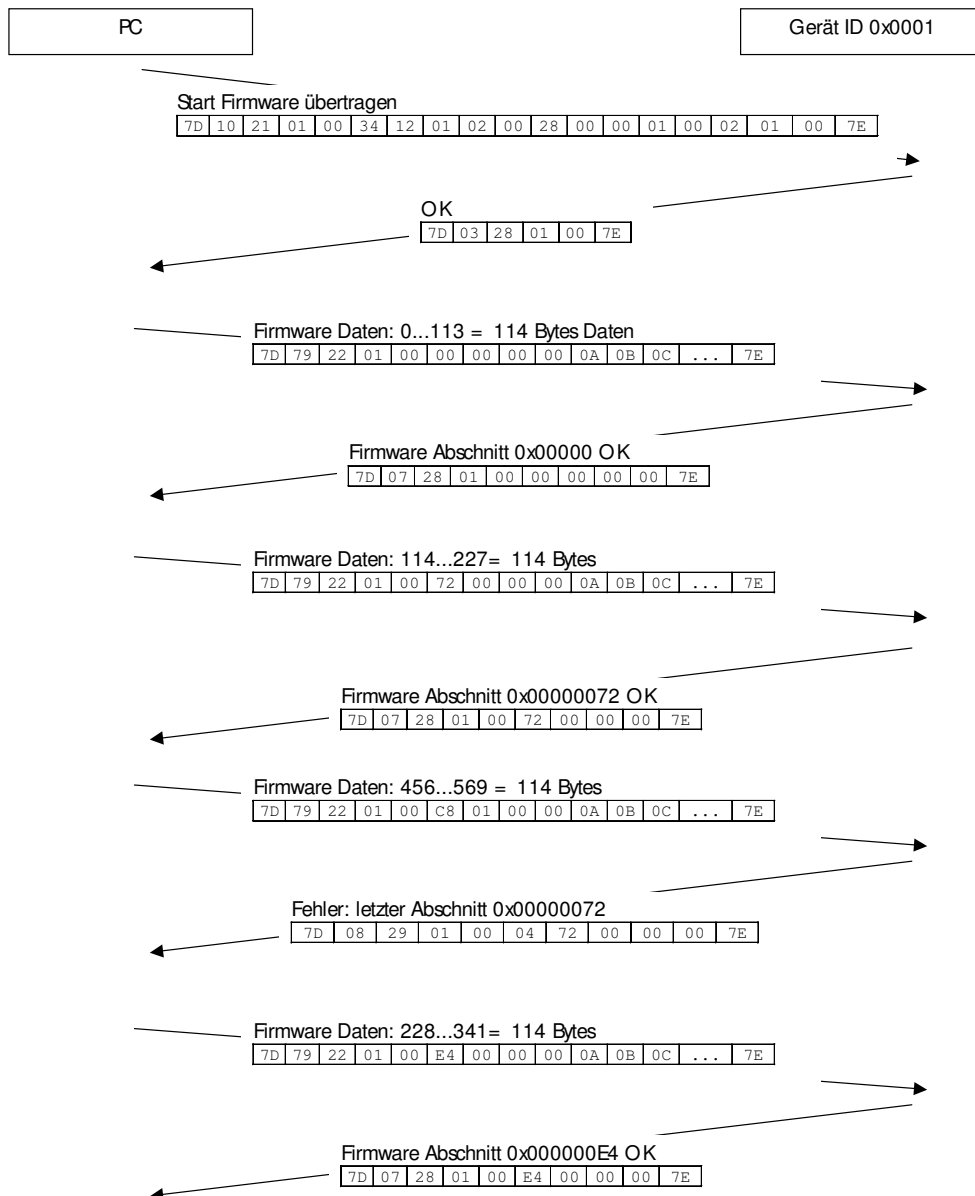 PC
Gerät ID 0x0001
Start Firmware übertragen
7D 10 21 01 00 34 12 01 02 00 28 00 00 01 00 02 01 00 7E
OK
7D 03 28 01 00 7E
Firmware Daten: 0...113 = 114 Bytes Daten
7D 79 22 01 00 00 00 00 00 0A 0B 0C ... 7E
Firmware Abschnitt 0x00000 OK
7D 07 28 01 00 00 00 00 00 7E
Firmware Daten: 114...227= 114 Bytes
7D 79 22 01 00 72 00 00 00 0A 0B 0C ... 7E
Firmware Abschnitt 0x00000072 OK
7D 07 28 01 00 72 00 00 00 7E
Firmware Daten: 456...569 = 114 Bytes
7D 79 22 01 00 C8 01 00 00 0A 0B 0C ... 7E
Fehler: letzter Abschnitt 0x00000072
7D 08 29 01 00 04 72 00 00 00 7E
Firmware Daten: 228...341= 114 Bytes
7D 79 22 01 00 E4 00 00 00 0A 0B 0C ... 7E
Firmware Abschnitt 0x000000E4 OK
7D 07 28 01 00 E4 00 00 00 7E